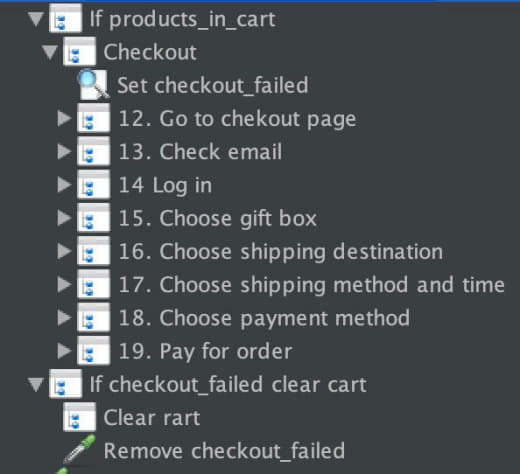 If products_in_cart
Checkout
Set checkout_failed
12. Go to chekout page
13. Check email
14 Log in
15. Choose gift box
16. Choose shipping destination
17. Choose shipping method and time
18. Choose payment method
19. Pay for order
If checkout_failed clear cart
Clear rart
Remove checkout_failed